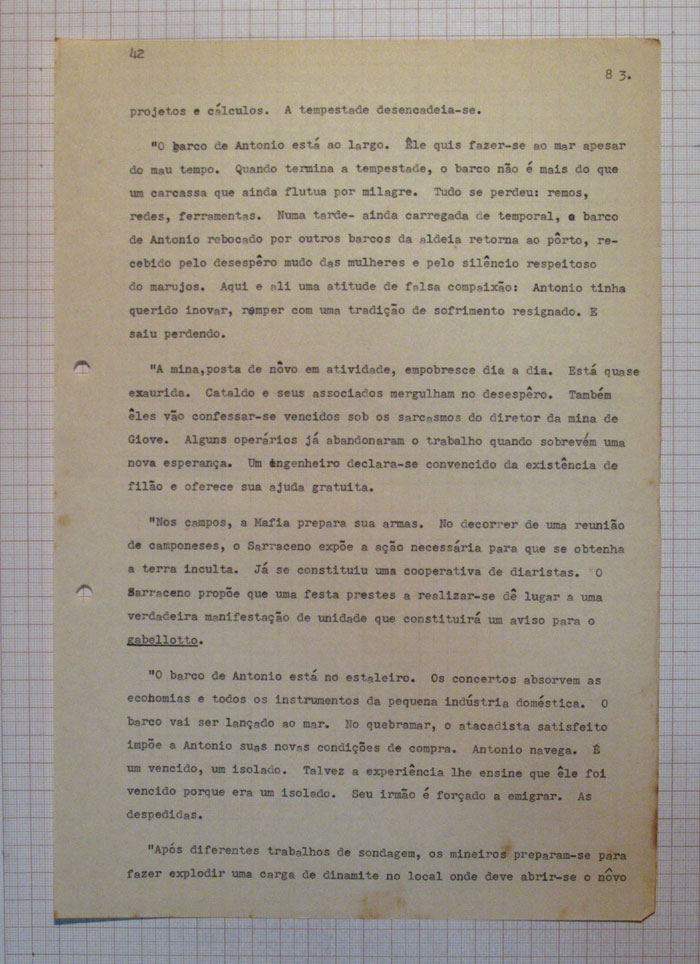 42
83.
projetos e cálculos. A tempestade desencadeia-se.
"O barco de Antonio está ao largo. Êle quis fazer-se ao mar apesar
do mau tempo. Quando termina a tempestade, o barco não é mais do que
um carcassa que ainda flutua por milagre. Tudo se perdeu: remos,
redes, ferramentas. Numa tarde- ainda carregada de temporal, o barco
de Antonio rebocado por outros barcos da aldeia retorna ao pôrto, re-
cebido pelo desespêro mudo das mulheres e pelo silêncio respeitoso
do marujos. Aqui e ali uma atitude de falsa compaixão: Antonio tinha
querido inovar, romper com uma tradição de sofrimento resignado. E
saiu perdendo.
"A mina,posta de nôvo em atividade, empobresce dia a dia. Está quase
exaurida. Cataldo e seus associados mergulham no desespêro. Também
êles vão confessar-se vencidos sob os sarcasmos do diretor da mina de
Giove. Alguns operários já abandonaram o trabalho quando sobrevém uma
nova esperança. Um engenheiro declara-se convencido da existência de
filão e oferece sua ajuda gratuita.
"Nos campos, a Mafia prepara sua armas. No decorrer de uma reunião
de camponeses, o Sarraceno expõe a ação necessária para que se obtenha
a terra inculta. Já se constituiu uma cooperativa de diaristas. O
Sarraceno propõe que uma festa prestes a realizar-se dê lugar a uma
verdadeira manifestação de unidade que constituirá um aviso para o
gabellotto.
"O barco de Antonio está no estaleiro. Os concertos absorvem as
economias e todos os instrumentos da pequena indústria doméstica. O
barco vai ser lançado ao mar. No quebramar, o atacadista satisfeito
impõe a Antonio suas novas condições de compra. Antonio navega. É
um vencido, um isolado. Talvez a experiência lhe ensine que êle foi
vencido porque era um isolado. Seu irmão é forçado a emigrar. As
despedidas.
"Após diferentes trabalhos de sondagem, os mineiros preparam-se para
fazer explodir uma carga de dinamite no local onde deve abrir-se o nôvo